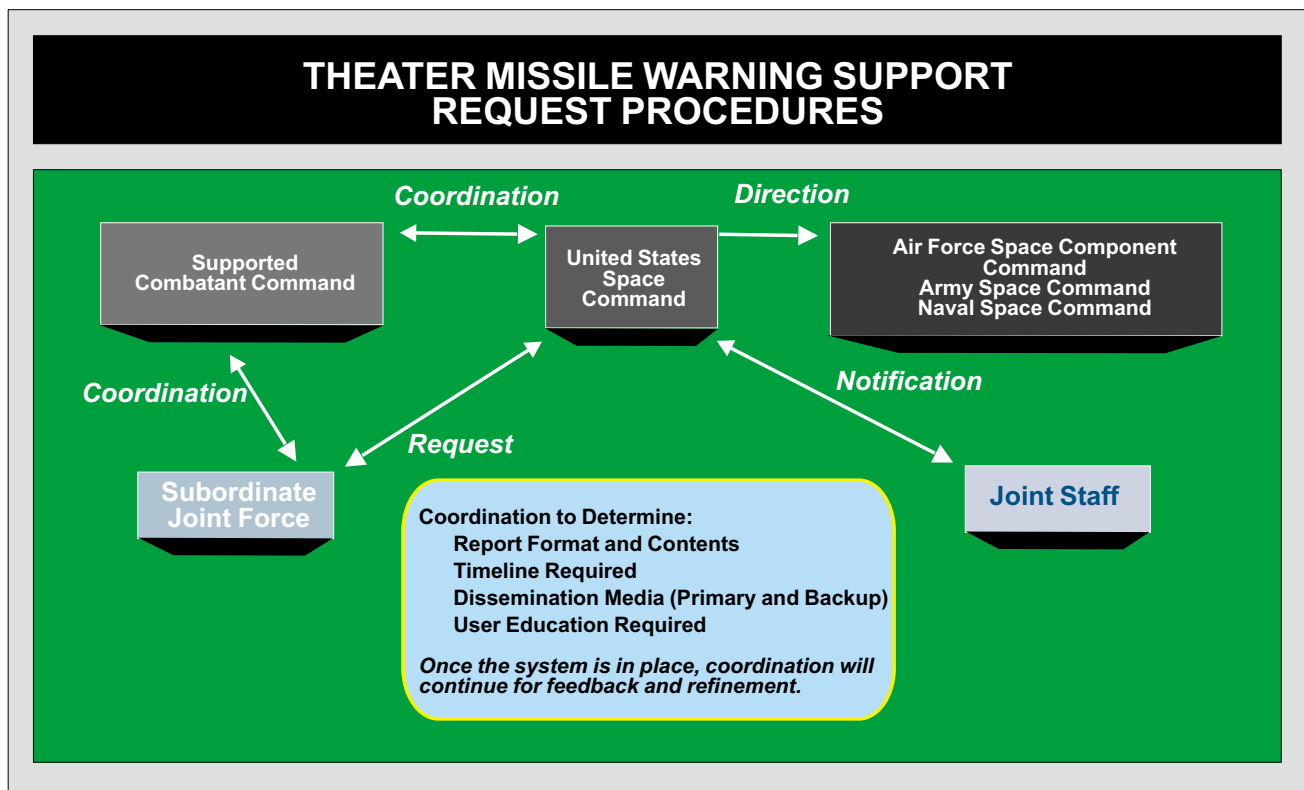 THEATER MISSILE WARNING SUPPORT
REQUEST PROCEDURES
Coordination
Direction
Supported
Combatant Command
United States
Space
Command
Air Force Space Component
Command
Army Space Command
Naval Space Command
Coordination
Notification
Request
Subordinate
Joint Force
Joint Staff
Coordination to Determine:
Report Format and Contents
Timeline Required
Dissemination Media (Primary and Backup)
User Education Required
Once the system is in place, coordination will
continue for feedback and refinement.